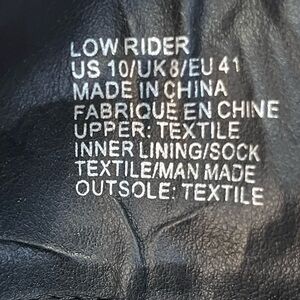 LOW RIDER
US 10/UK 8/EU 41
MADE IN CHINA
FABRIQUÉ EN CHINE
UPPER: TEXTILE
INNER LINING/SOCK
TEXTILE/MAN MADE
OUTSOLE: TEXTILE